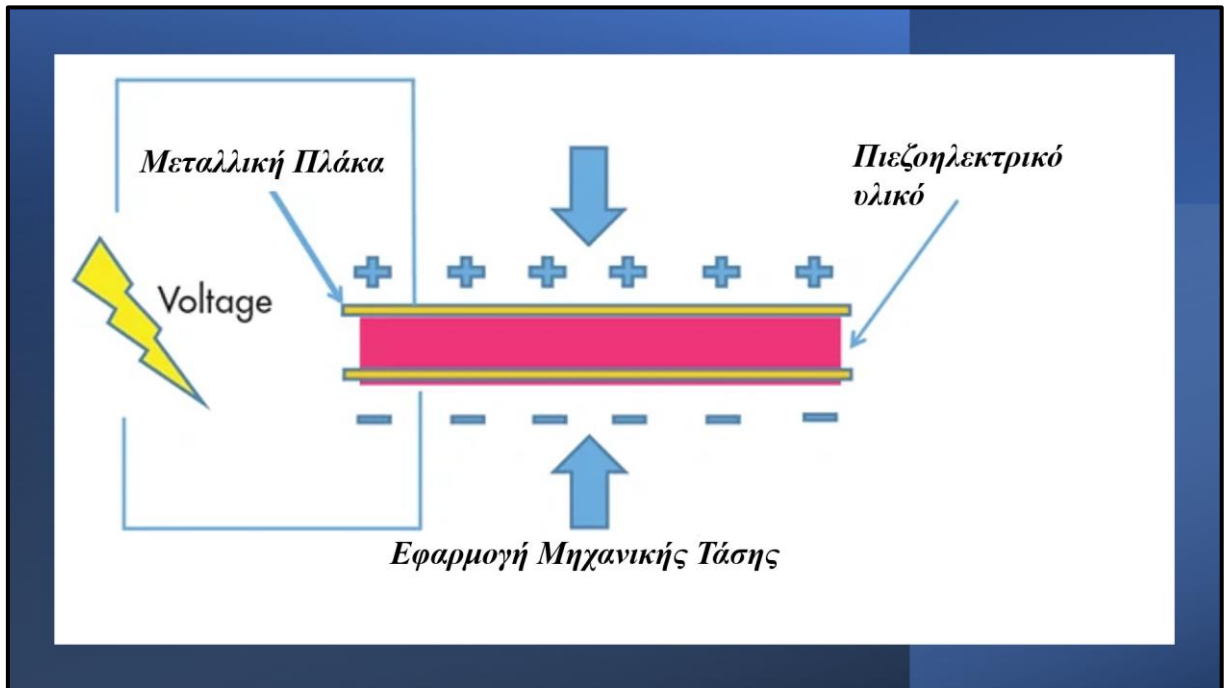 Μεταλλική Πλάκα
Πιεζοηλεκτρικό
υλικό
Voltage
Εφαρμογή Μηχανικής Τάσης